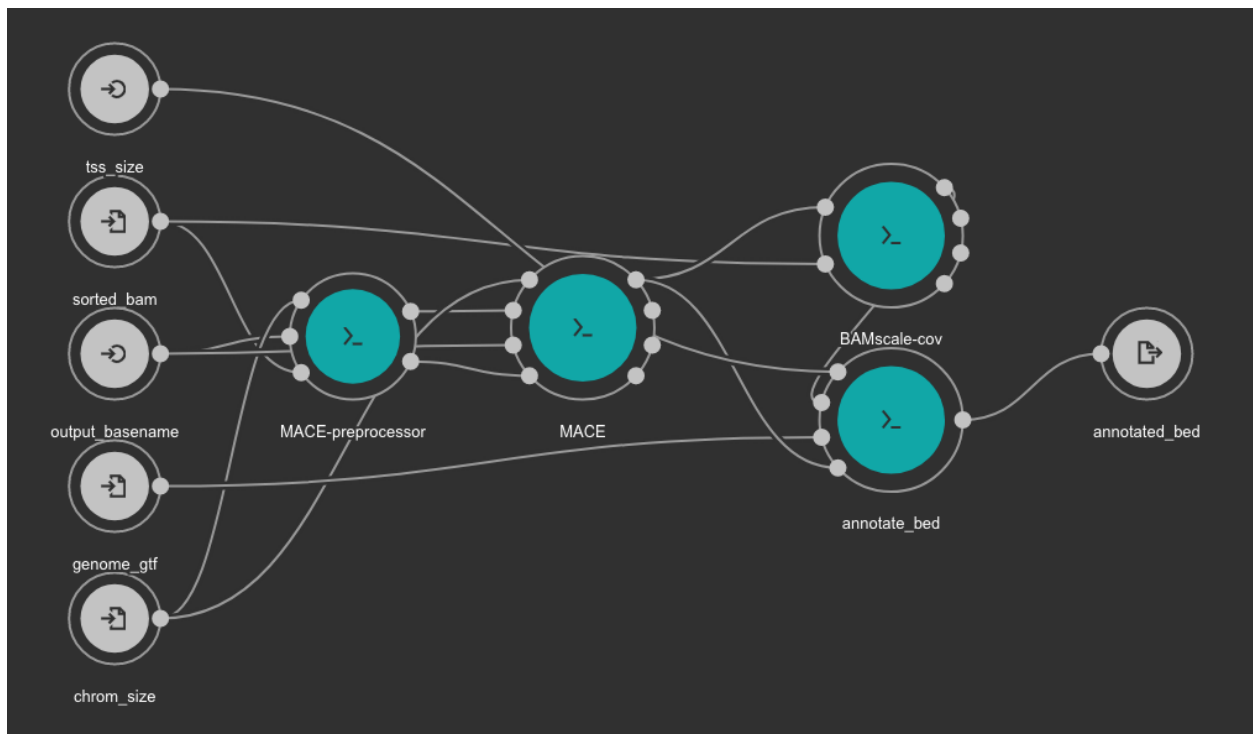 tss_size
sorted_bam
BAMscale-cov
output_basename
MACE-preprocessor
MACE
annotated_bed
annotate_bed
genome_gtf
chrom_size